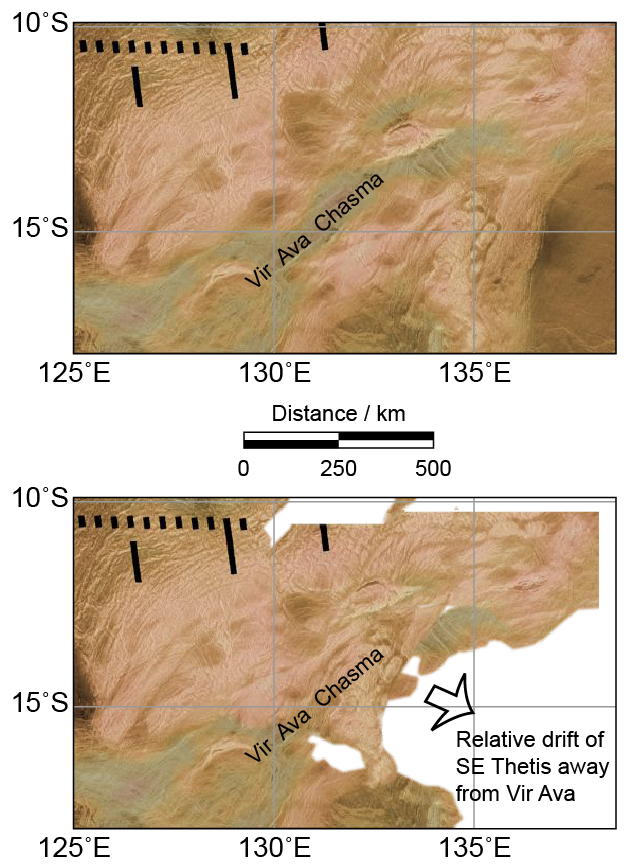 10°S
Vir Ava Chasma
15°S
125°E 130°E 135°E
Distance / km
0 250 500
10°S
Vir Ava Chasma
15°S
Relative drift of
SE Thetis away
from Vir Ava
125°E 130°E 135°E